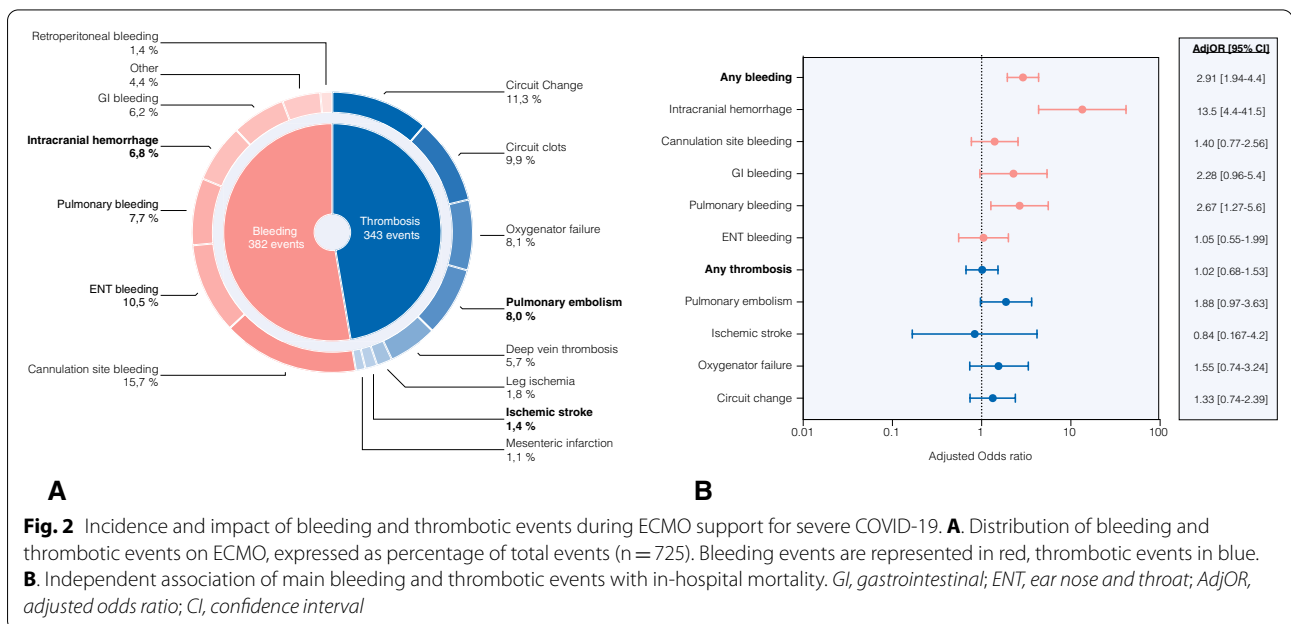 Retroperitoneal bleeding
1,4 %
Other
4,4 %
GI bleeding
6,2 %
Intracranial hemorrhage
6,8 %
Pulmonary bleeding
7,7 %
ENT bleeding
10,5 %
Cannulation site bleeding
15,7 %
Bleeding
382 events
Thrombosis
343 events
Circuit Change
11,3 %
Circuit clots
9,9 %
Oxygenator failure
8,1 %
Pulmonary embolism
8,0 %
Deep vein thrombosis
5,7 %
Leg ischemia
1,8 %
Ischemic stroke
1,4 %
Mesenteric infarction
1,1 %
A
AdjOR [95% CI]
Any bleeding 2.91 [1.94-4.4]
Intracranial hemorrhage 13.5 [4.4-41.5]
Cannulation site bleeding 1.40 [0.77-2.56]
GI bleeding 2.28 [0.96-5.4]
Pulmonary bleeding 2.67 [1.27-5.6]
ENT bleeding 1.05 [0.55-1.99]
Any thrombosis 1.02 [0.68-1.53]
Pulmonary embolism 1.88 [0.97-3.63]
Ischemic stroke 0.84 [0.167-4.2]
Oxygenator failure 1.55 [0.74-3.24]
Circuit change 1.33 [0.74-2.39]
0.01 0.1 1 10 100
Adjusted Odds ratio
B
Fig. 2 Incidence and impact of bleeding and thrombotic events during ECMO support for severe COVID-19. A. Distribution of bleeding and
thrombotic events on ECMO, expressed as percentage of total events (n = 725). Bleeding events are represented in red, thrombotic events in blue.
B. Independent association of main bleeding and thrombotic events with in-hospital mortality. GI, gastrointestinal; ENT, ear nose and throat; AdjOR,
adjusted odds ratio; CI, confidence interval